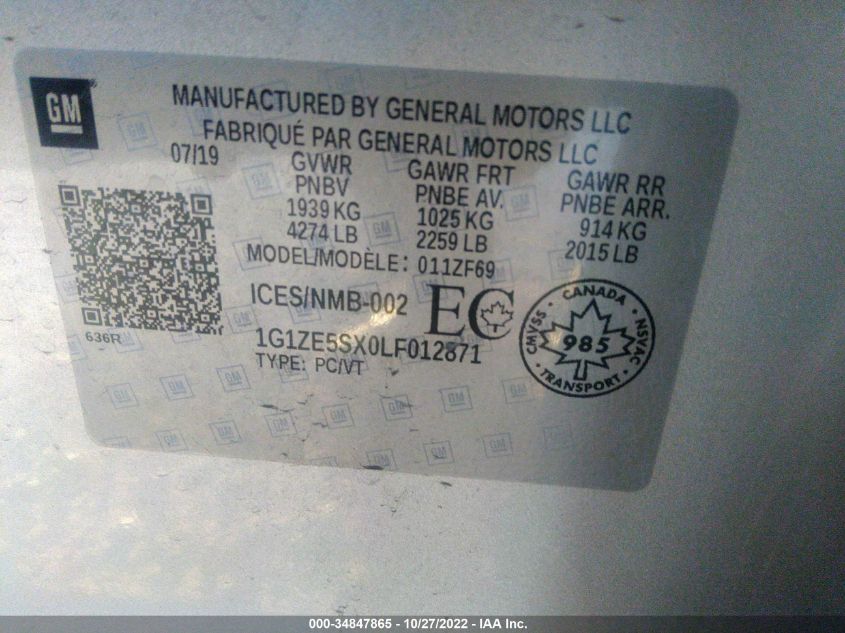 GM
MANUFACTURED BY GENERAL MOTORS LLC
FABRIQUÉ PAR GENERAL MOTORS LLC
07/19
GVWR
PNBV
1939 KG
4274 LB
GAWR FRT
PNBE AV.
1025 KG
2259 LB
GAWR RR
PNBE ARR.
914 KG
2015 LB
MODEL/MODÈLE: 011ZF69
ICES/NMB-002
EC
1G1ZE5SX0LF012871
TYPE: PC/VT
636R
CANADA
CMVSS
NSVAC
985
TRANSPORT
000-34847865 - 10/27/2022 - IAA Inc.